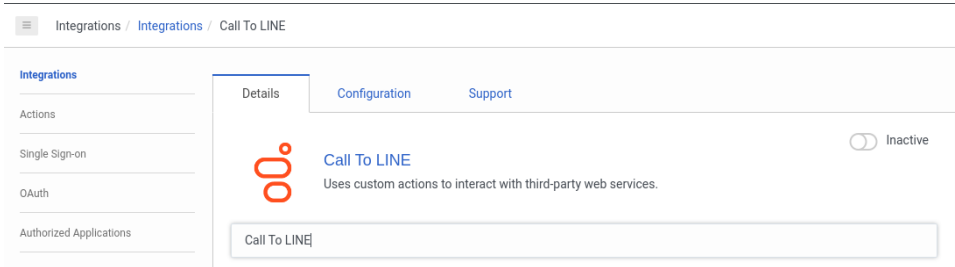 Integrations / Integrations / Call To LINE
Integrations
Actions
Single Sign-on
OAuth
Authorized Applications
Details Configuration Support
Inactive
Call To LINE
Uses custom actions to interact with third-party web services.
Call To LINE